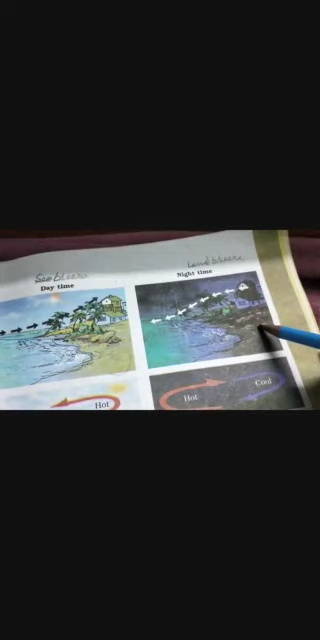 Sea breeze
Land breeze
Day time
Night time
Hot
Hot
Cool